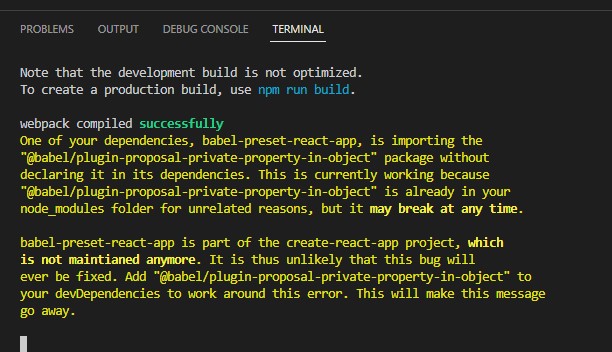 PROBLEMS OUTPUT DEBUG CONSOLE TERMINAL
Note that the development build is not optimized.
To create a production build, use npm run build.
webpack compiled successfully
One of your dependencies, babel-preset-react-app, is importing the
"@babel/plugin-proposal-private-property-in-object" package without
declaring it in its dependencies. This is currently working because
"@babel/plugin-proposal-private-property-in-object" is already in your
node_modules folder for unrelated reasons, but it may break at any time.
babel-preset-react-app is part of the create-react-app project, which
is not maintianed anymore. It is thus unlikely that this bug will
ever be fixed. Add "@babel/plugin-proposal-private-property-in-object" to
your devDependencies to work around this error. This will make this message
go away.